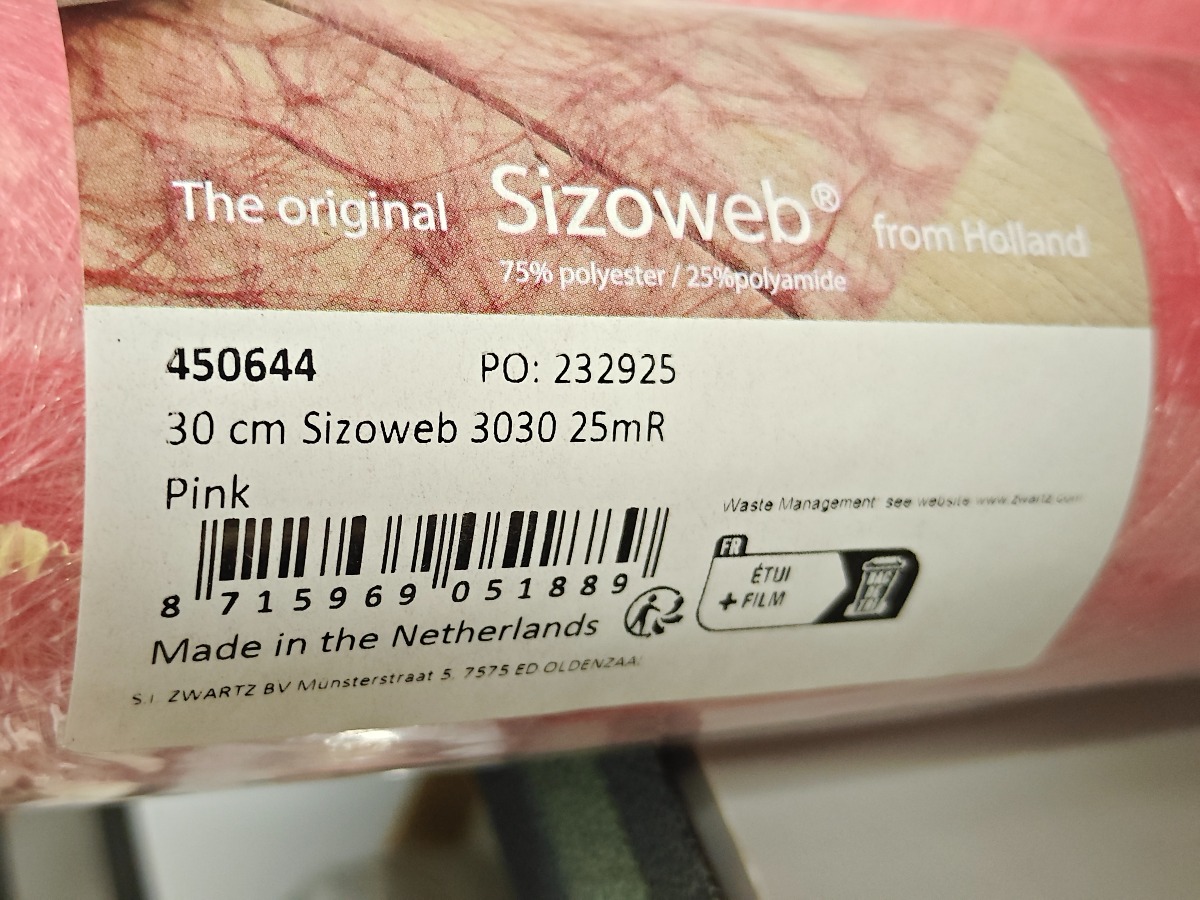 The original Sizoweb® from Holland
75% polyester / 25%polyamide
450644 PO: 232925
30 cm Sizoweb 3030 25mR
Pink
Waste Management: see website www.zwartz.com
FR
ÉTUI
+ FILM
8 715969 051889
Made in the Netherlands
S.I. ZWARTZ BV Münsterstraat 5, 7575 ED OLDENZAAL